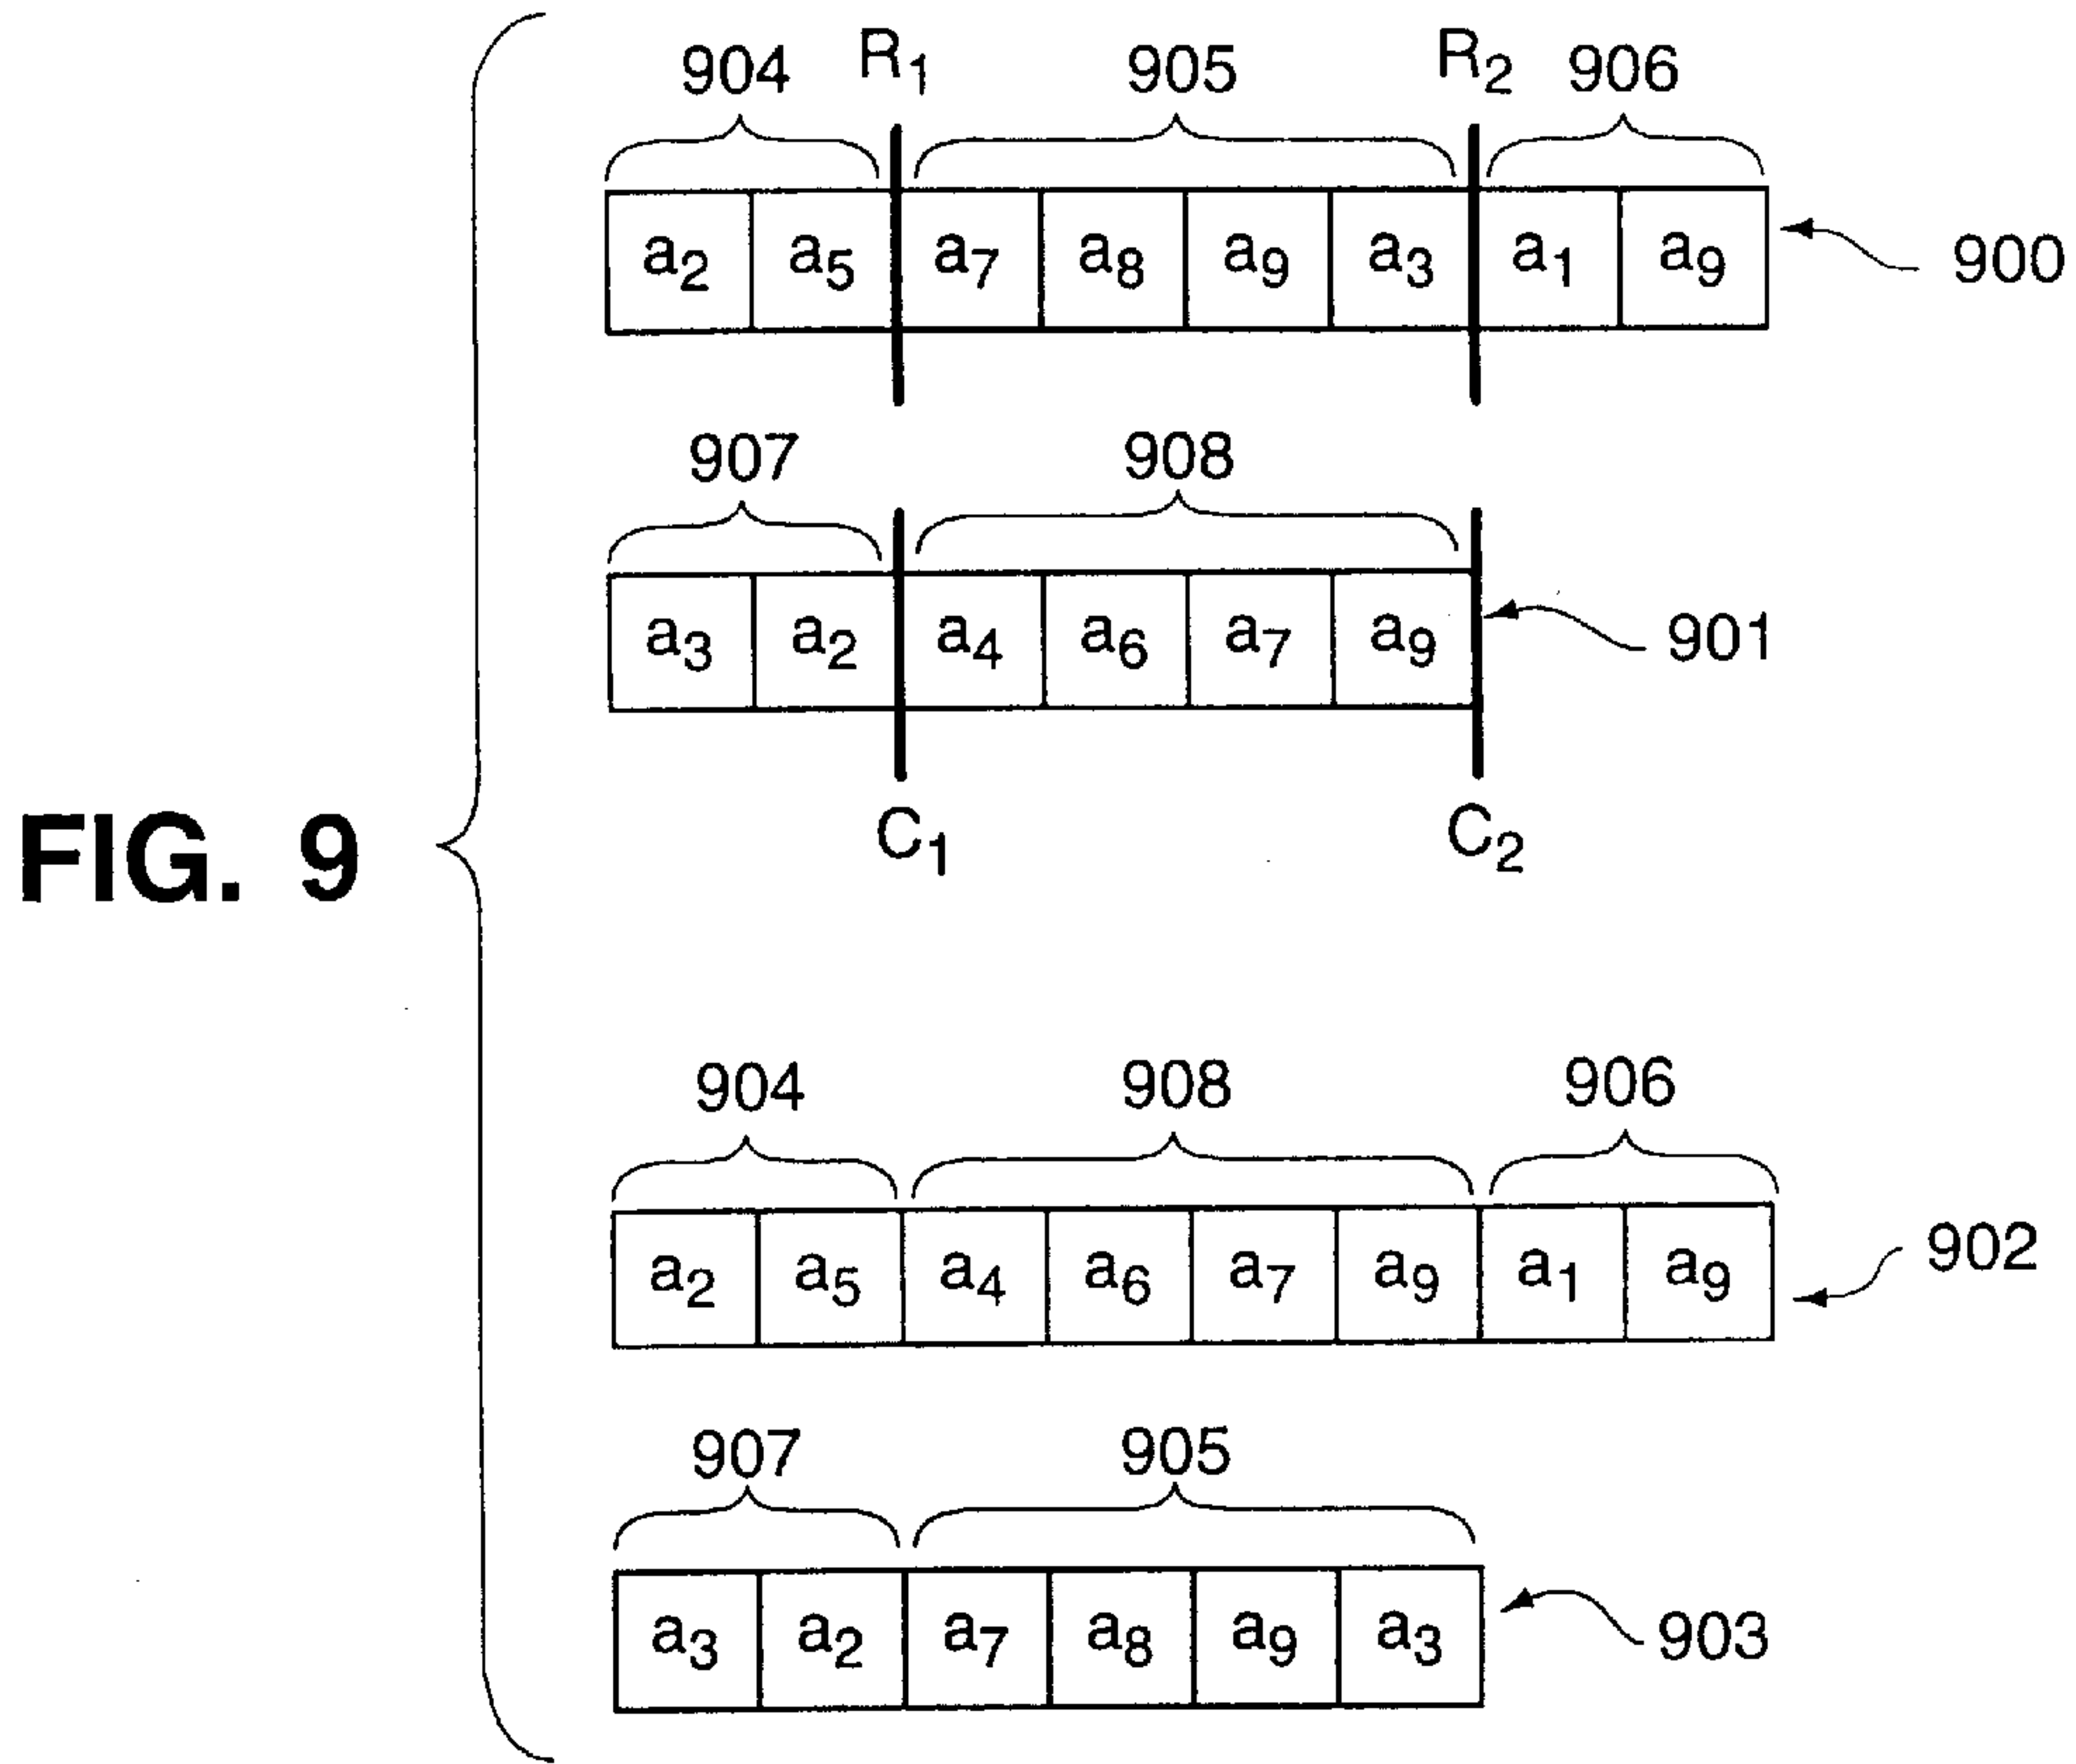 904 R1 905 R2 906
a2 a5 a7 a8 a9 a3 a1 a9
900
907 908
a3 a2 a4 a6 a7 a9
901
C1 C2
FIG. 9
904 908 906
a2 a5 a4 a6 a7 a9 a1 a9
902
907 905
a3 a2 a7 a8 a9 a3
903